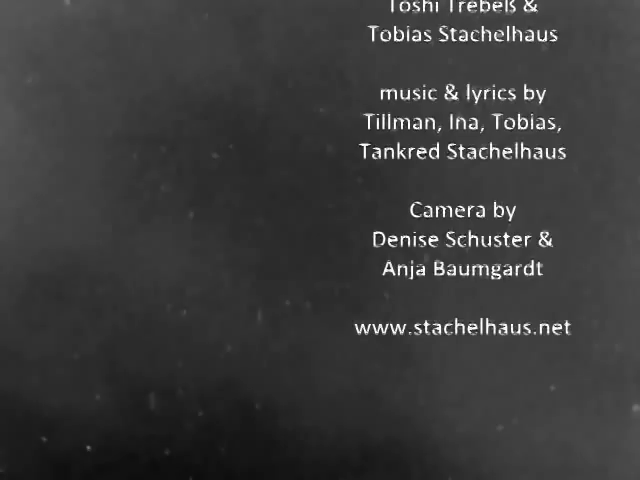 Toshi Trebeß &
Tobias Stachelhaus
music & lyrics by
Tillman, Ina, Tobias,
Tankred Stachelhaus
Camera by
Denise Schuster &
Anja Baumgardt
www.stachelhaus.net